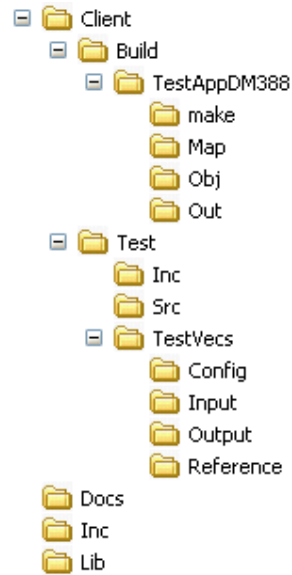 Client
Build
TestAppDM388
make
Map
Obj
Out
Test
Inc
Src
TestVecs
Config
Input
Output
Reference
Docs
Inc
Lib